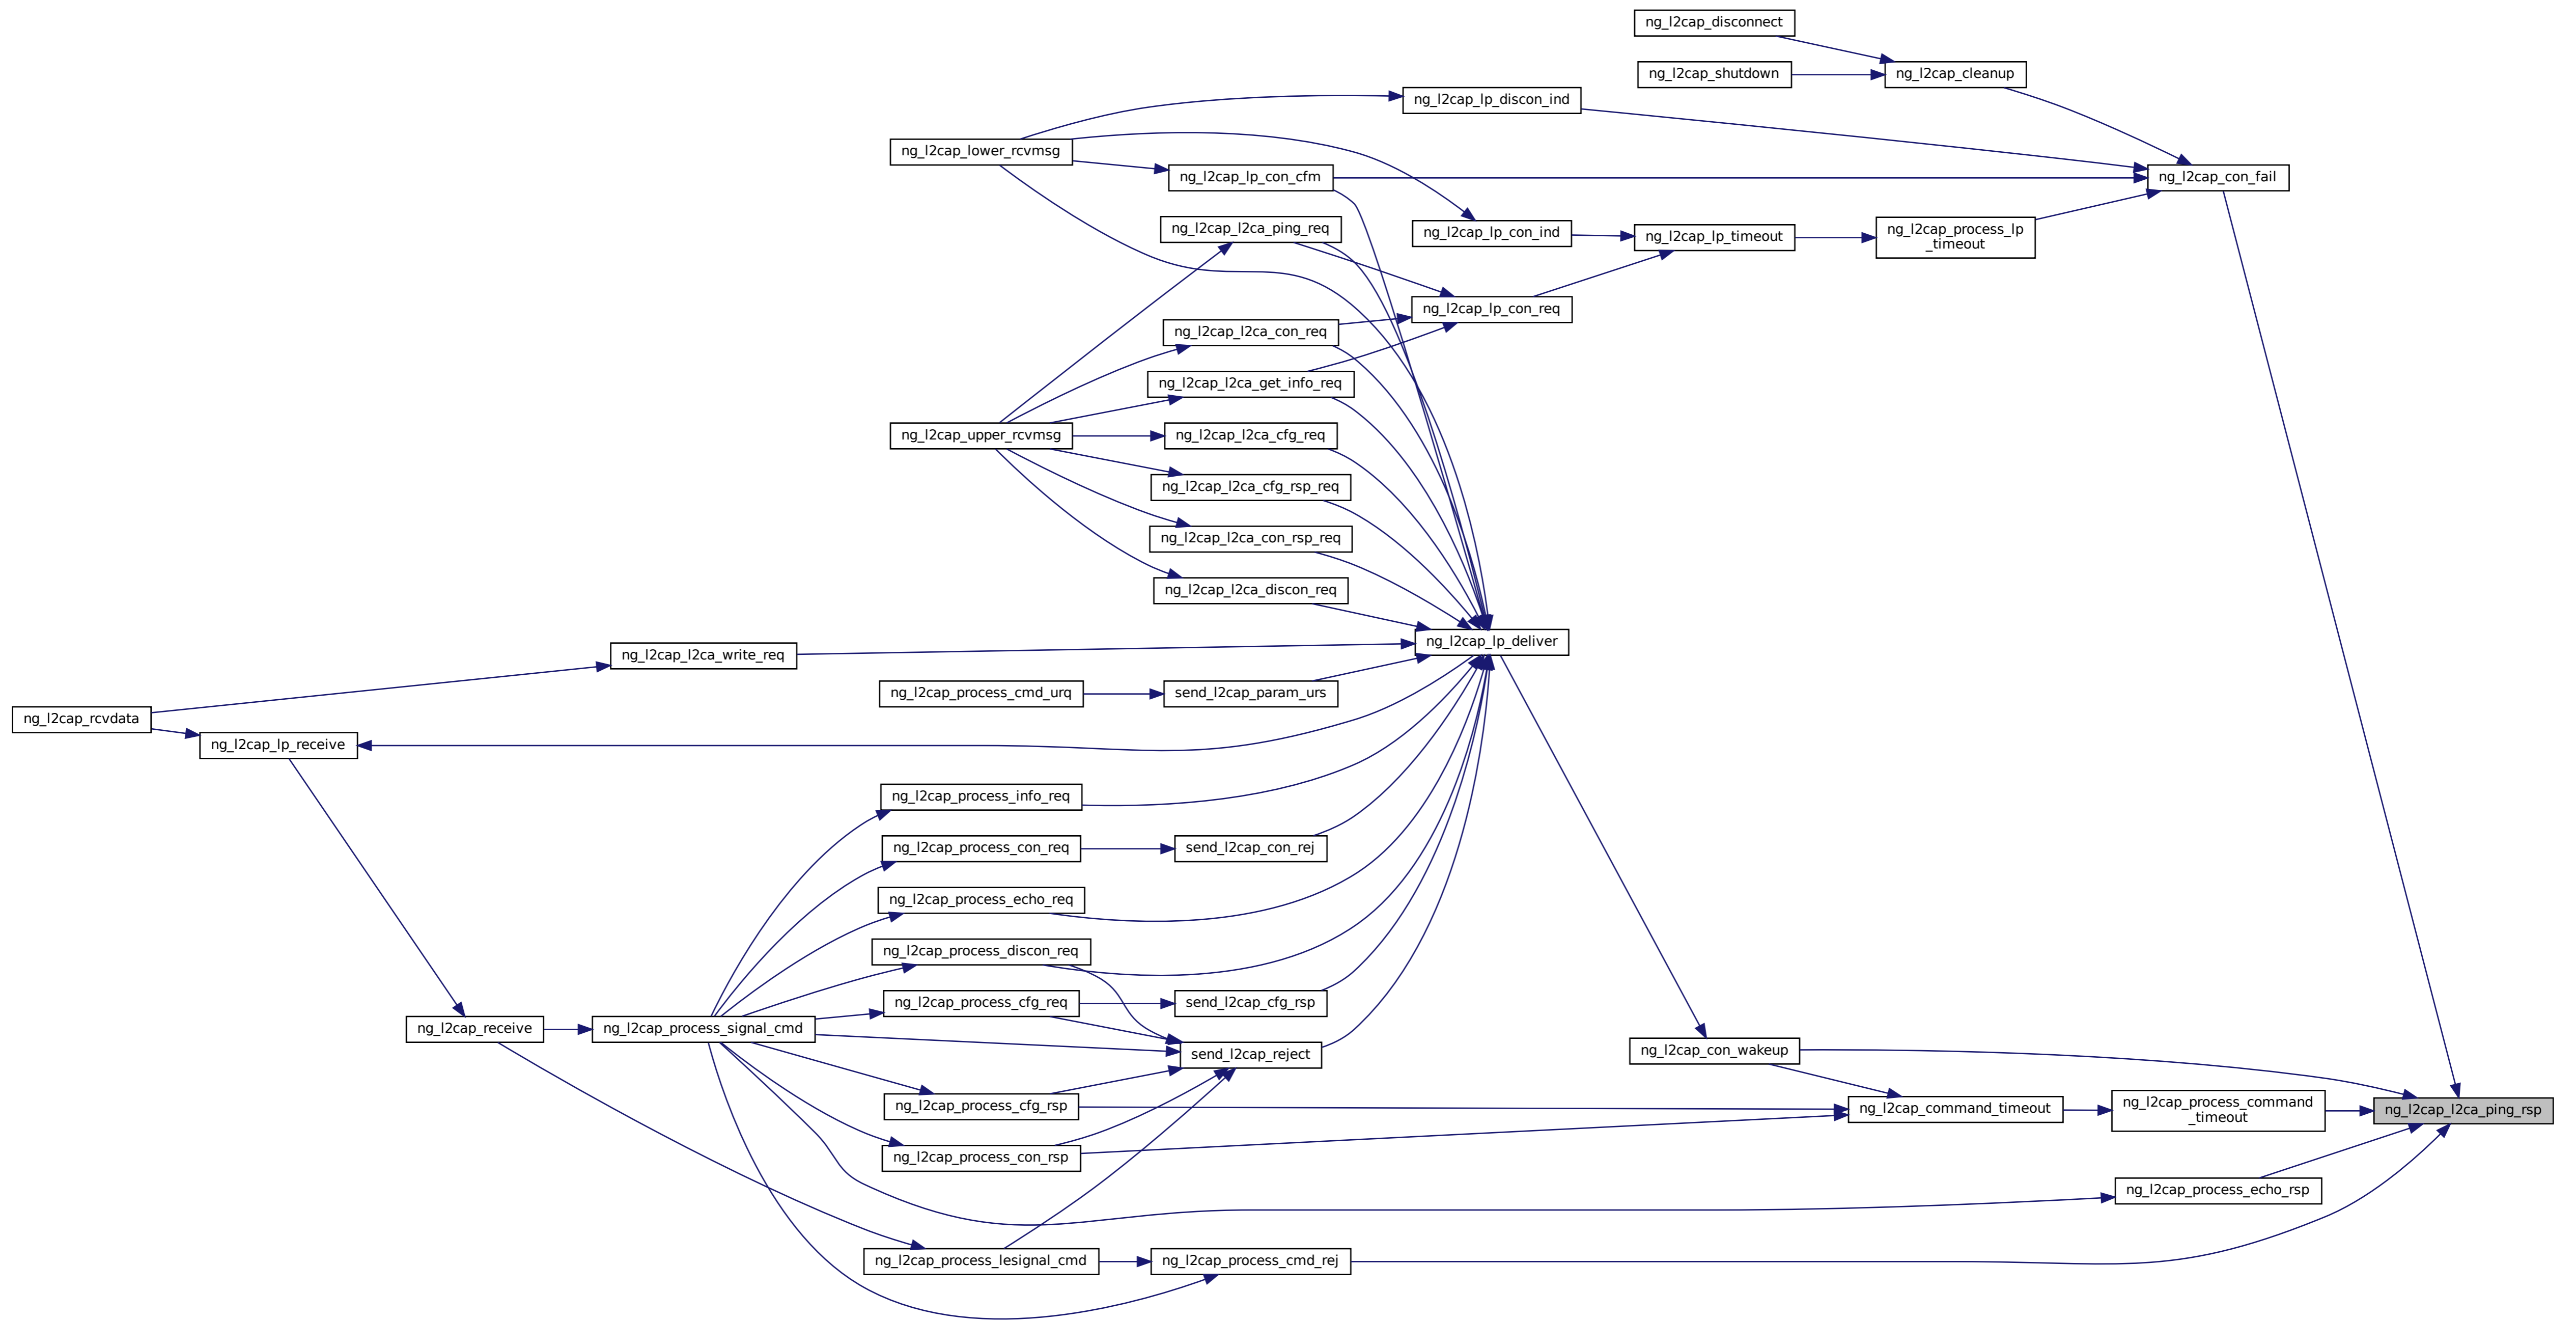 ng_l2cap_disconnect
ng_l2cap_shutdown
ng_l2cap_cleanup
ng_l2cap_lp_discon_ind
ng_l2cap_lower_rcvmsg
ng_l2cap_lp_con_cfm
ng_l2cap_con_fail
ng_l2cap_l2ca_ping_req
ng_l2cap_lp_con_ind
ng_l2cap_lp_timeout
ng_l2cap_process_lp
_timeout
ng_l2cap_lp_con_req
ng_l2cap_l2ca_con_req
ng_l2cap_l2ca_get_info_req
ng_l2cap_upper_rcvmsg
ng_l2cap_l2ca_cfg_req
ng_l2cap_l2ca_cfg_rsp_req
ng_l2cap_l2ca_con_rsp_req
ng_l2cap_l2ca_discon_req
ng_l2cap_lp_deliver
ng_l2cap_l2ca_write_req
ng_l2cap_process_cmd_urq
send_l2cap_param_urs
ng_l2cap_rcvdata
ng_l2cap_lp_receive
ng_l2cap_process_info_req
ng_l2cap_process_con_req
send_l2cap_con_rej
ng_l2cap_process_echo_req
ng_l2cap_process_discon_req
ng_l2cap_process_cfg_req
send_l2cap_cfg_rsp
ng_l2cap_receive
ng_l2cap_process_signal_cmd
send_l2cap_reject
ng_l2cap_con_wakeup
ng_l2cap_process_cfg_rsp
ng_l2cap_command_timeout
ng_l2cap_process_command
_timeout
ng_l2cap_l2ca_ping_rsp
ng_l2cap_process_con_rsp
ng_l2cap_process_echo_rsp
ng_l2cap_process_lesignal_cmd
ng_l2cap_process_cmd_rej